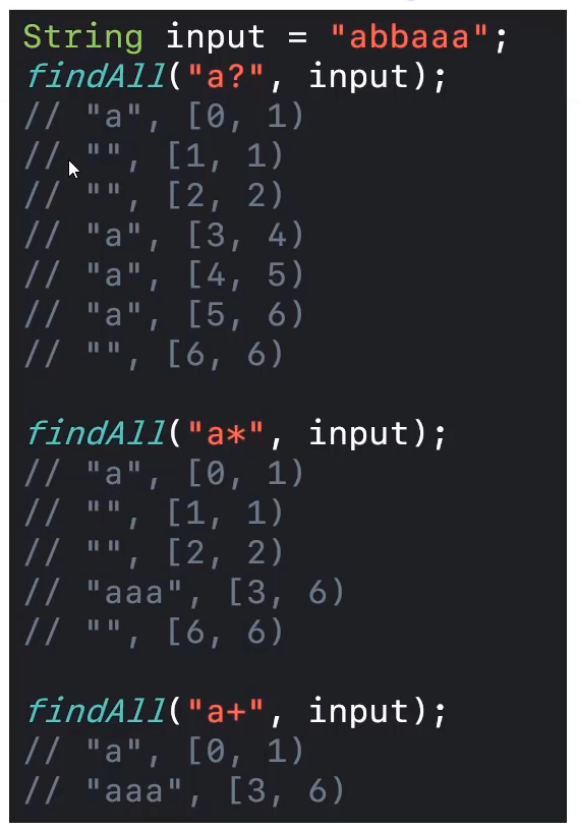 String input = "abbaaa";
findAll("a?", input);
// "a", [0, 1)
// "", [1, 1)
// "", [2, 2)
// "a", [3, 4)
// "a", [4, 5)
// "a", [5, 6)
// "", [6, 6)
findAll("a*", input);
// "a", [0, 1)
// "", [1, 1)
// "", [2, 2)
// "aaa", [3, 6)
// "", [6, 6)
findAll("a+", input);
// "a", [0, 1)
// "aaa", [3, 6)